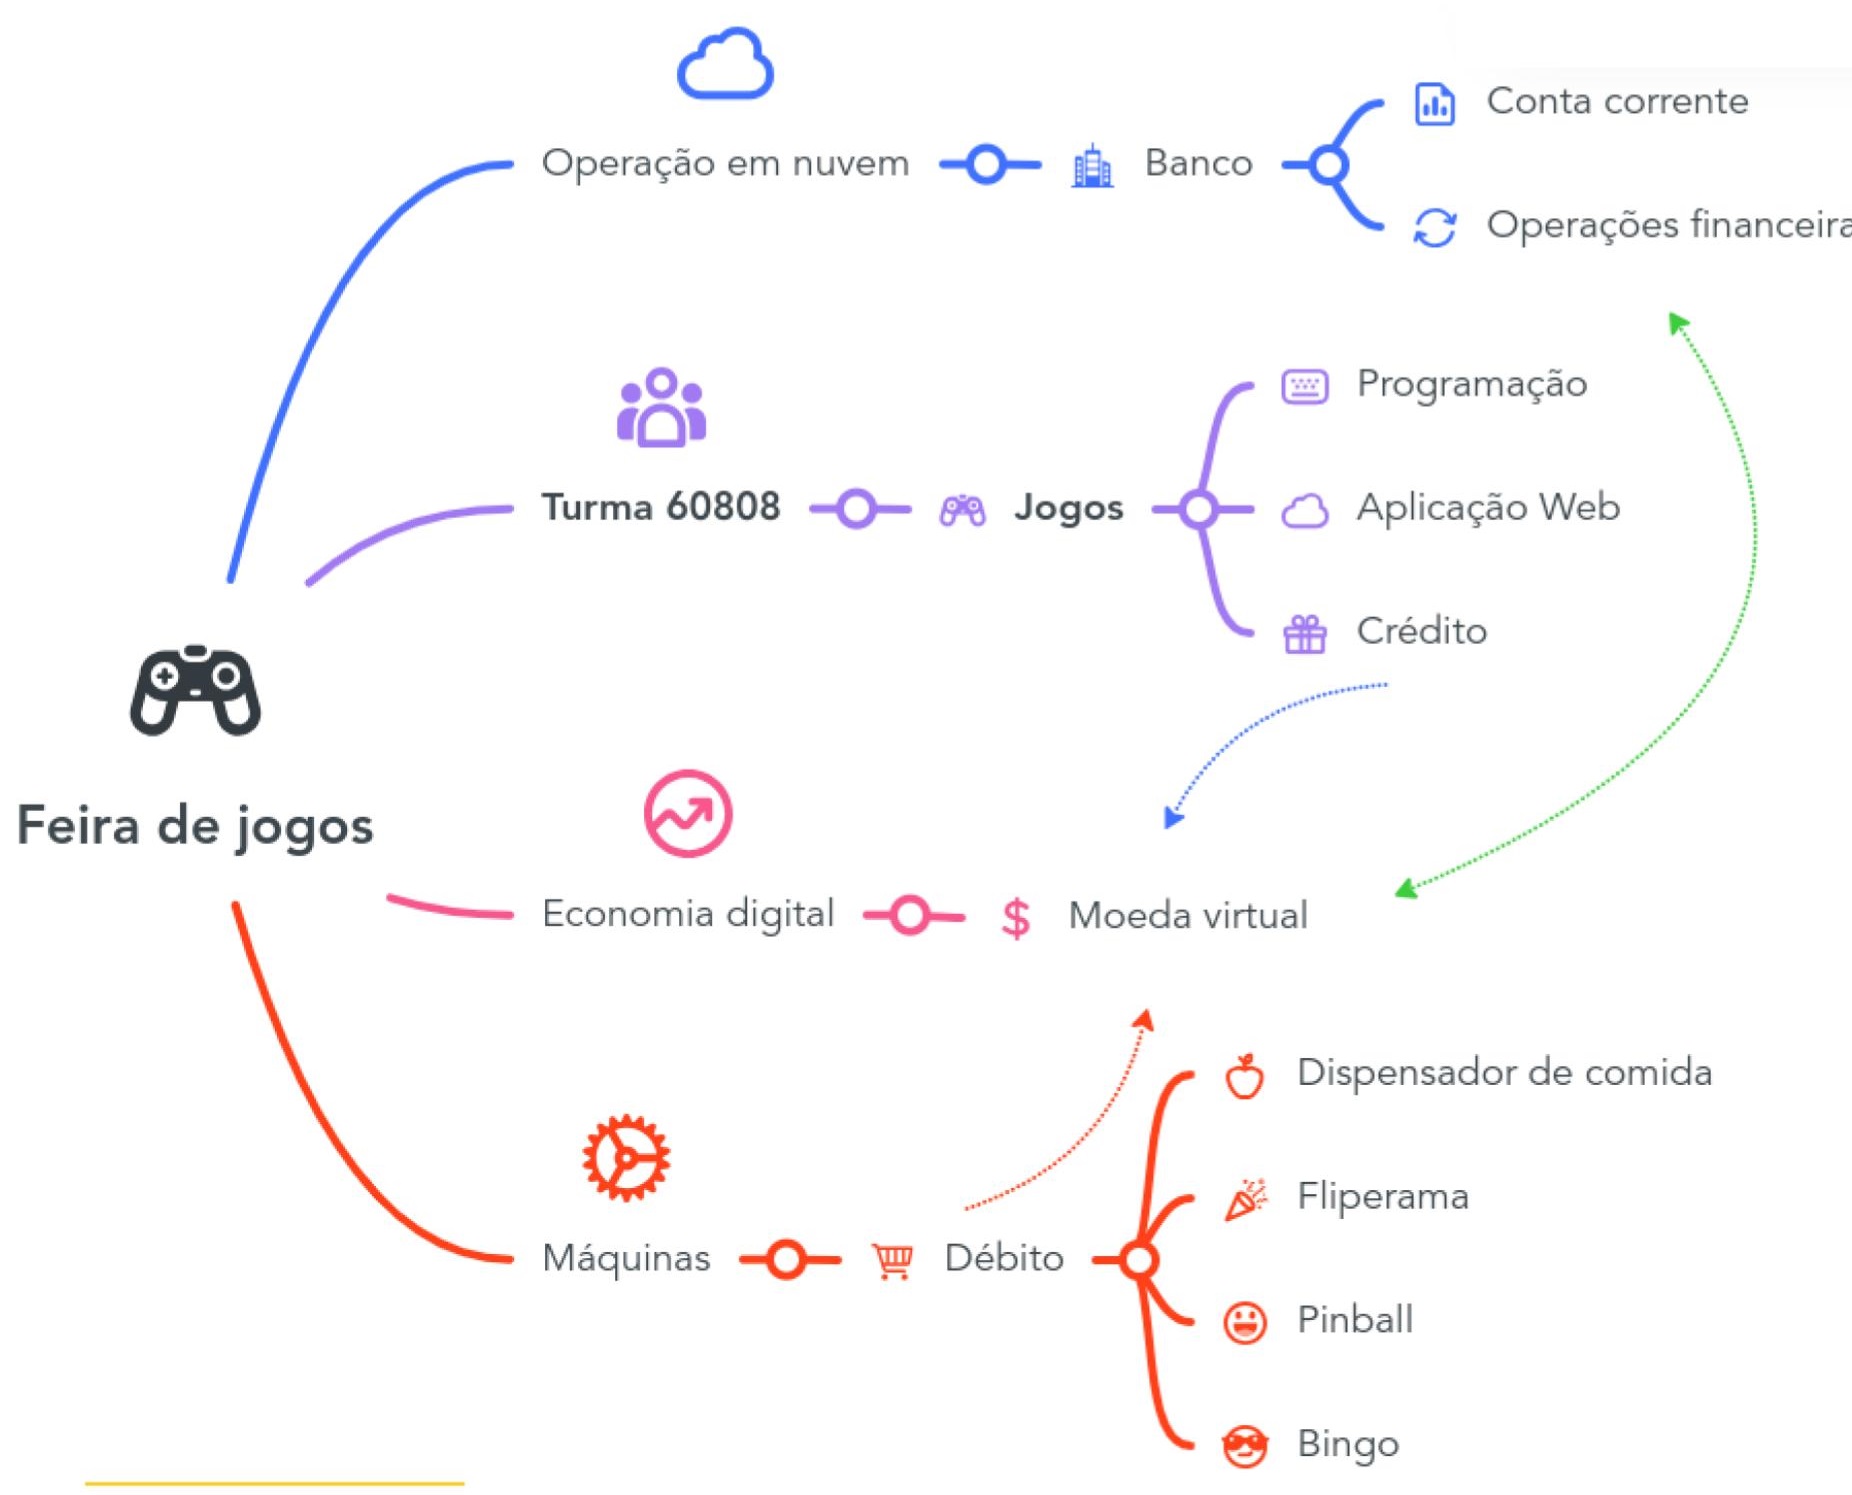 Operação em nuvem
Banco
Conta corrente
Operações financeira
Turma 60808
Jogos
Programação
Aplicação Web
Crédito
Feira de jogos
Economia digital
$ Moeda virtual
Máquinas
Débito
Dispensador de comida
Fliperama
Pinball
Bingo